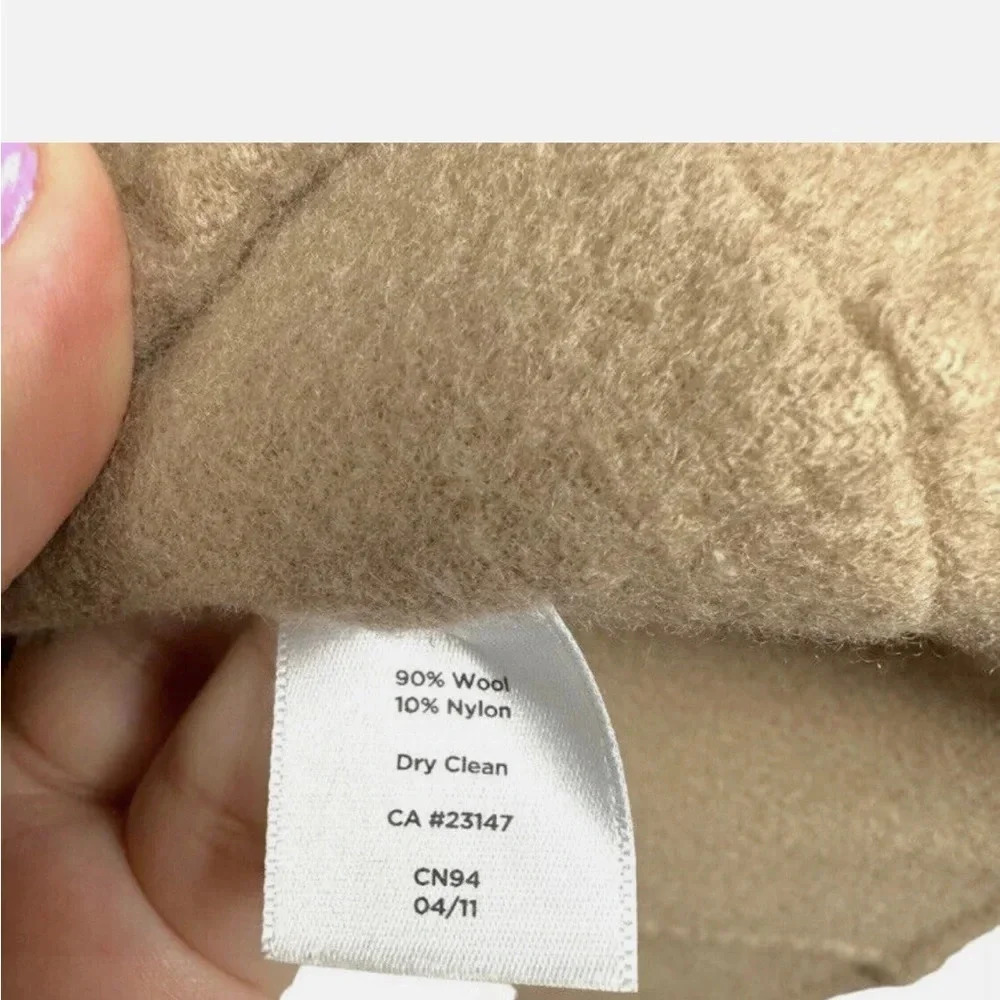 90% Wool
10% Nylon
Dry Clean
CA #23147
CN94
04/11